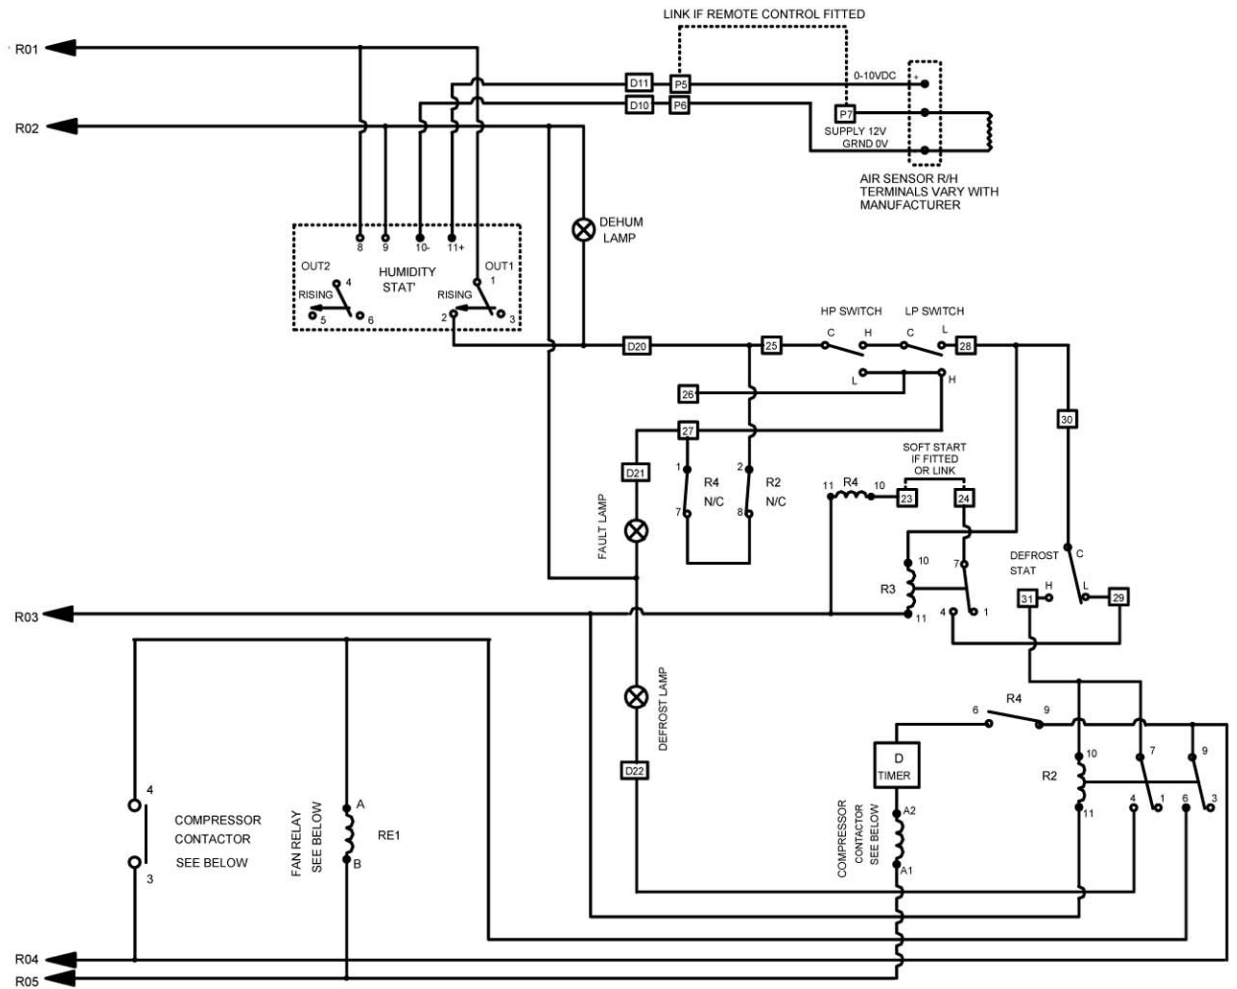 LINK IF REMOTE CONTROL FITTED
R01
D11
P5
0-10VDC
+
D10
P6
P7
R02
SUPPLY 12V
GRND 0V
AIR SENSOR R/H
TERMINALS VARY WITH
MANUFACTURER
DEHUM
LAMP
8
9
10-
11+
OUT2
HUMIDITY
STAT'
OUT1
4
1
RISING
RISING
5
6
2
3
HP SWITCH
LP SWITCH
C
H
C
L
D20
25
28
L
H
26
30
27
SOFT START
IF FITTED
OR LINK
D21
1
R4
N/C
7
2
R2
N/C
8
11
R4
10
23
24
FAULT LAMP
10
R3
11
7
4
1
DEFROST
STAT
C
H
L
31
29
R03
DEFROST LAMP
D22
R4
6
9
D
TIMER
10
R2
11
7
9
4
1
6
3
4
COMPRESSOR
CONTACTOR
SEE BELOW
3
FAN RELAY
SEE BELOW
A
RE1
B
COMPRESSOR
CONTACTOR
SEE BELOW
A2
A1
R04
R05